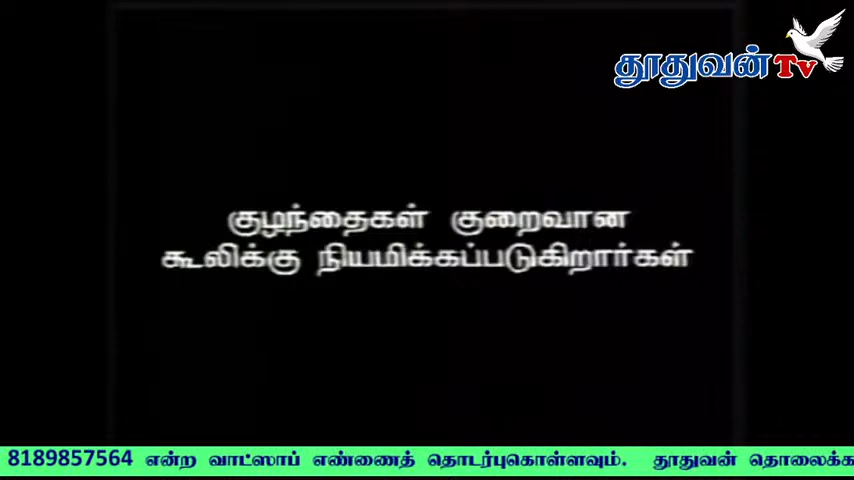 தூதுவன் Tv
குழந்தைகள் குறைவான
கூலிக்கு நியமிக்கப்படுகிறார்கள்
8189857564 என்ற வாட்ஸாப் எண்ணைத் தொடர்புகொள்ளவும். தூதுவன் தொலைக்க